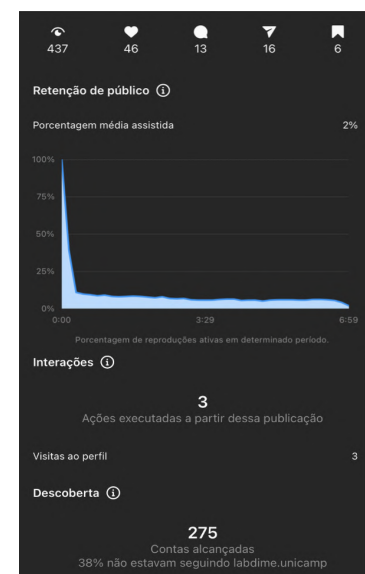 437 46 13 16 6
Retenção de público
Porcentagem média assistida 2%
100%
75%
50%
25%
0%
0:00 3:29 6:59
Porcentagem de reproduções ativas em determinado período.
Interações
3
Ações executadas a partir dessa publicação
Visitas ao perfil 3
Descoberta
275
Contas alcançadas
38% não estavam seguindo labdime.unicamp